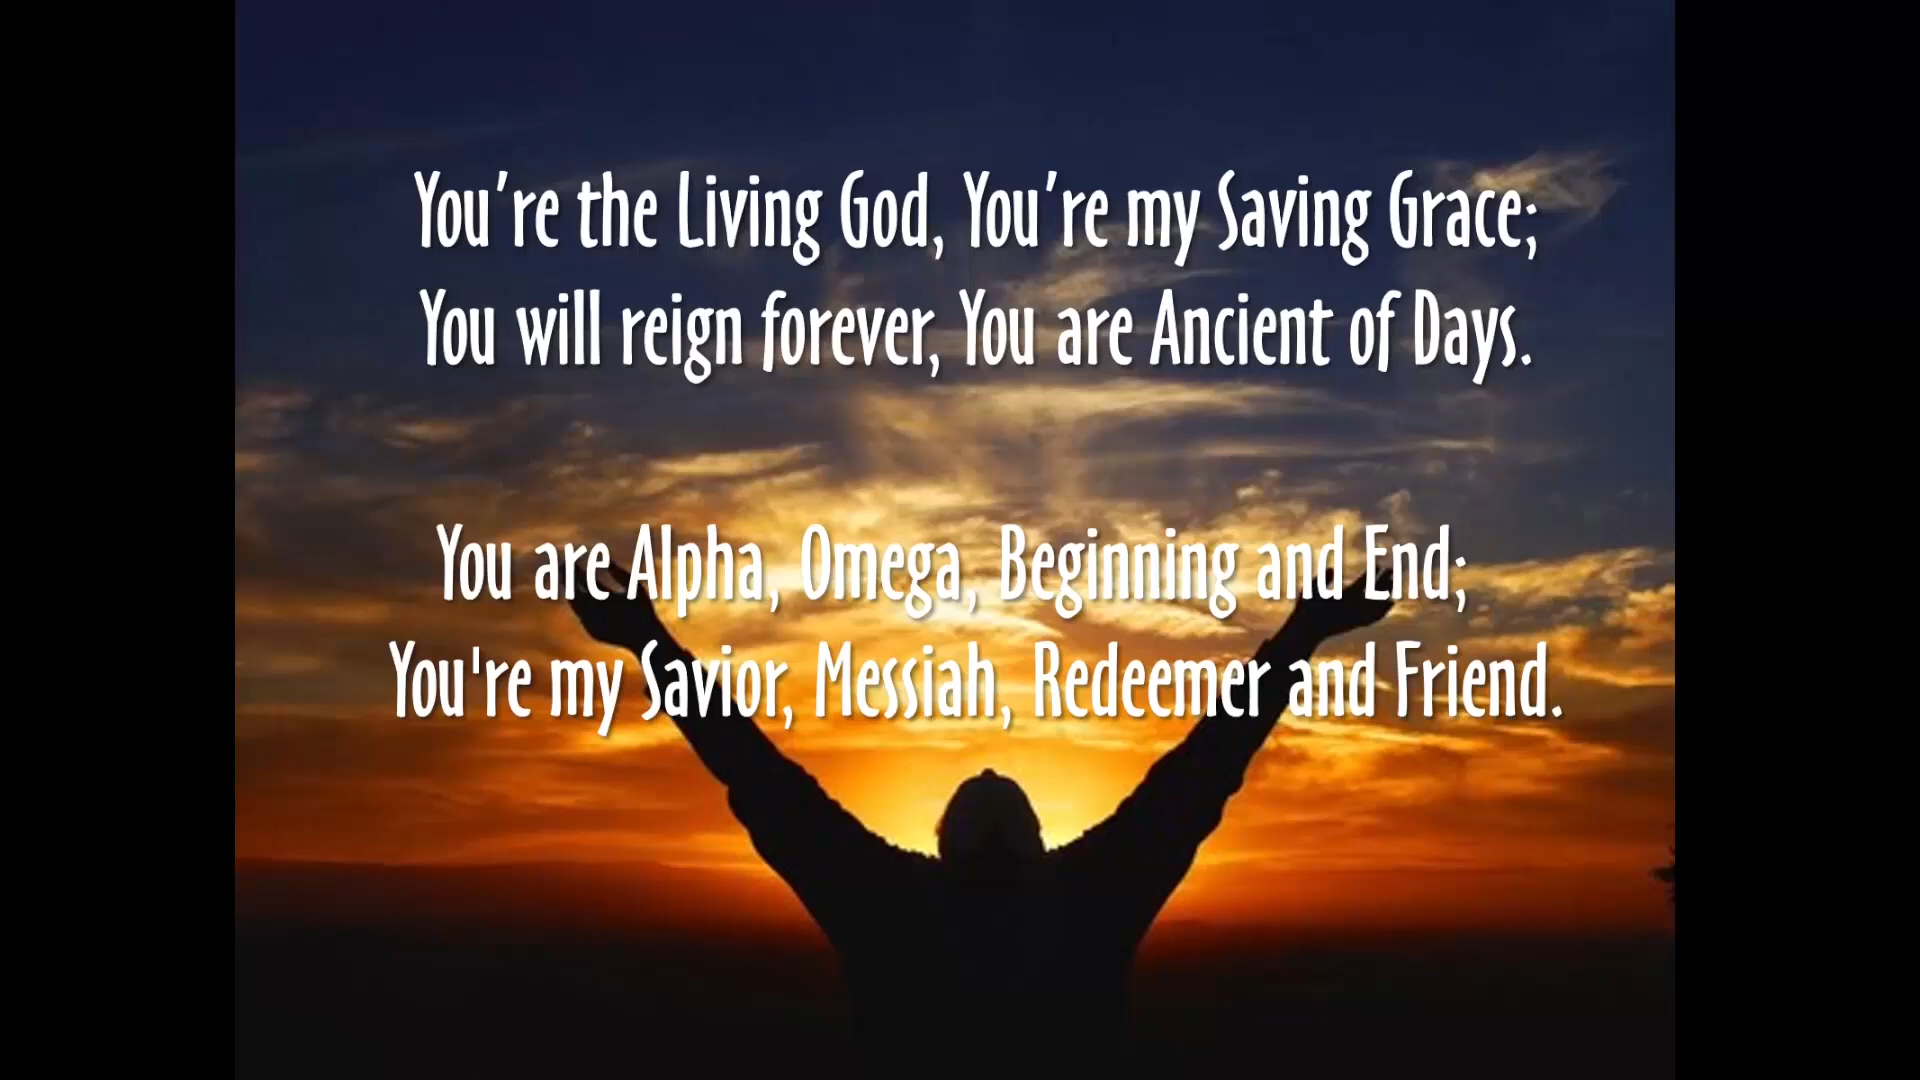 You’re the Living God, You’re my Saving Grace;
You will reign forever, You are Ancient of Days.
You are Alpha, Omega, Beginning and End;
You're my Savior, Messiah, Redeemer and Friend.